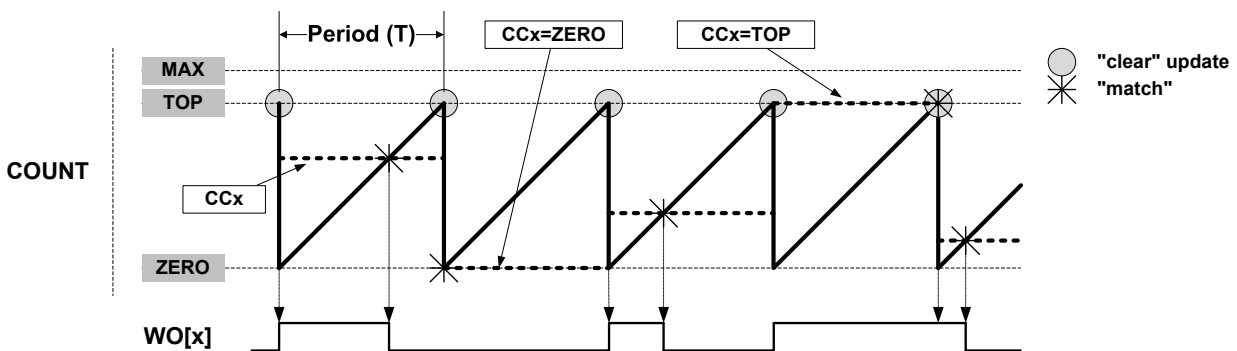 Period (T)
CCx=ZERO
CCx=TOP
"clear" update
"match"
MAX
TOP
COUNT
CCx
ZERO
WO[x]